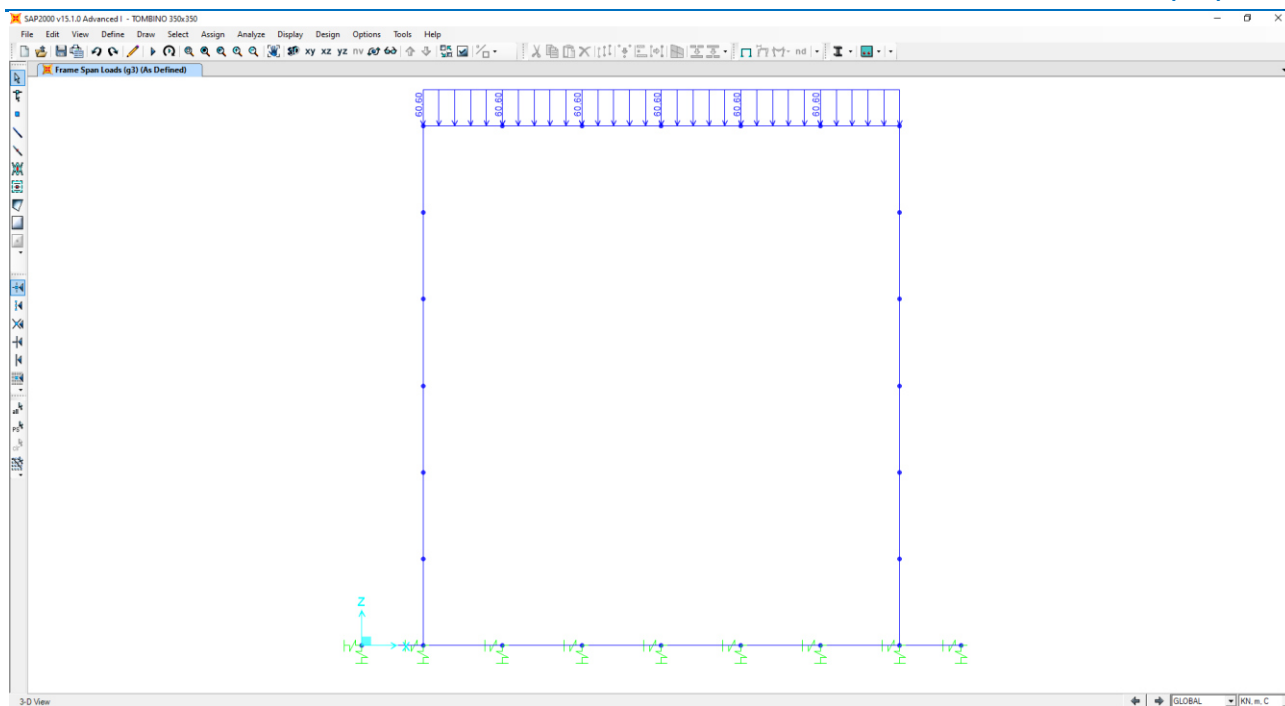 SAP2000 v15.1.0 Advanced I - TOMBINO 350x350
File Edit View Define Draw Select Assign Analyze Display Design Options Tools Help
xy xz yz nv nd
Frame Span Loads (g3) (As Defined)
60,60 60,60 60,60 60,60 60,60 60,60
Z
X
3-D View GLOBAL KN, m, C